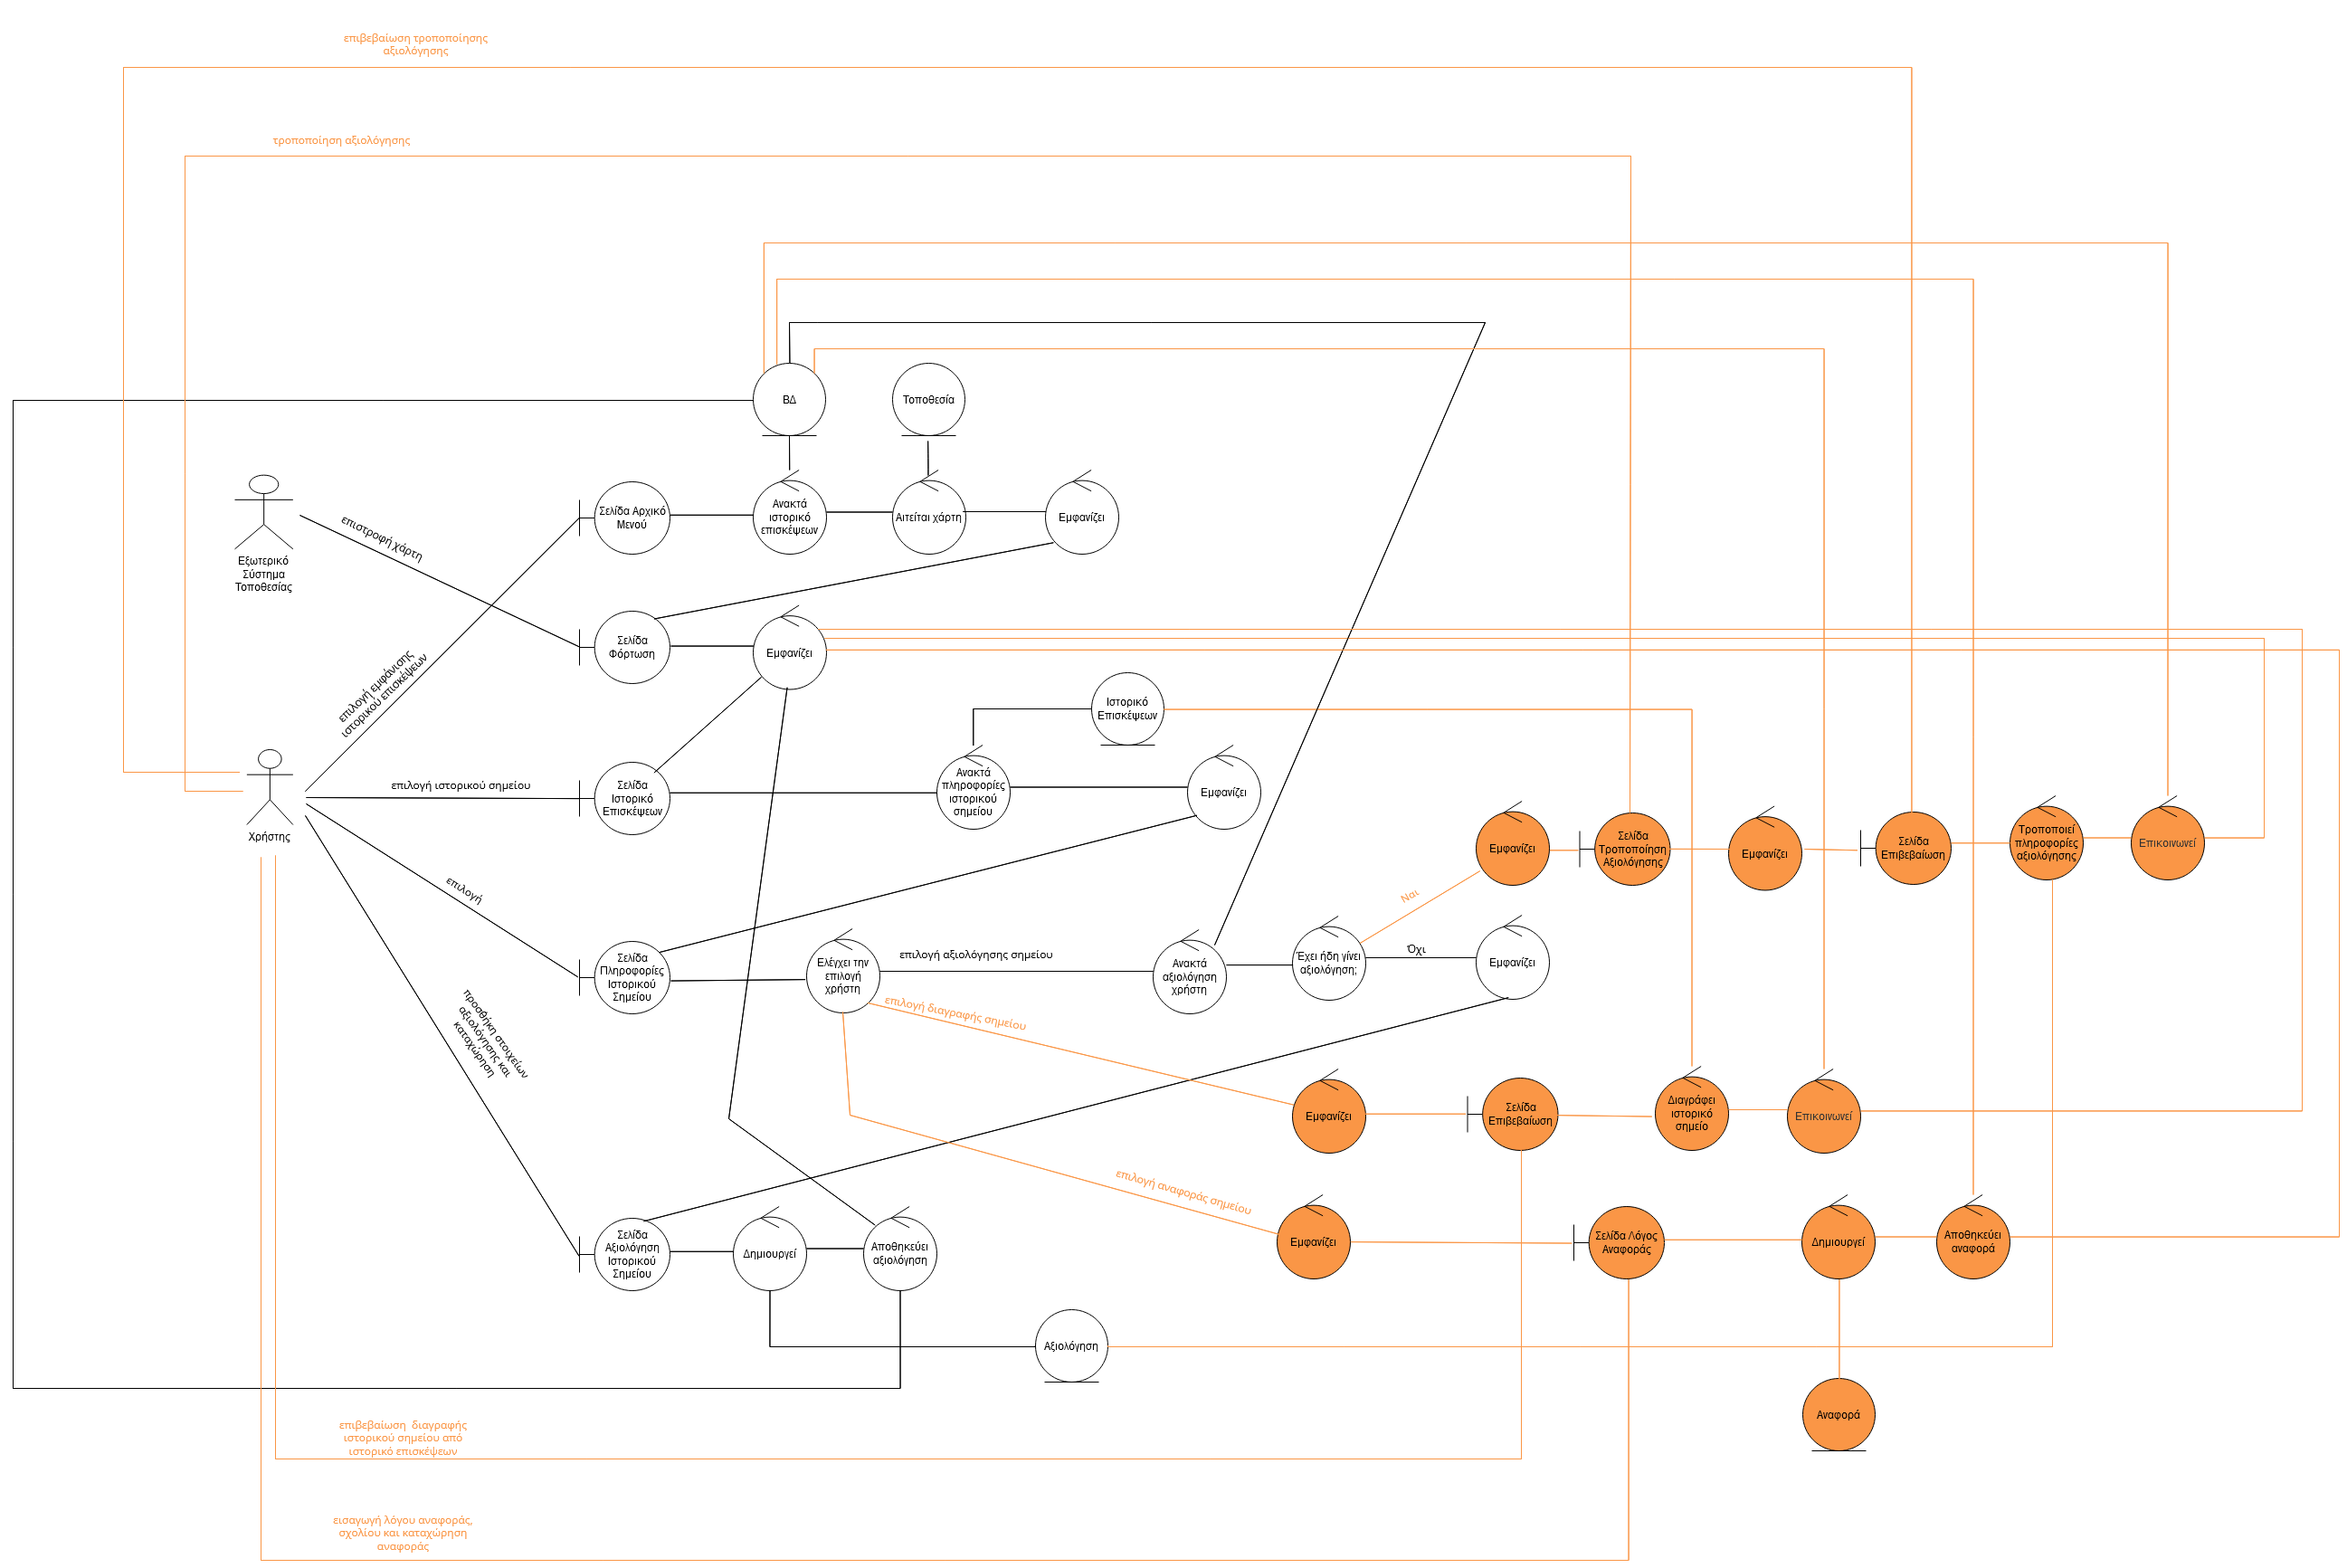 επιβεβαίωση τροποποίησης
αξιολόγησης
τροποποίηση αξιολόγησης
ΒΔ
Τοποθεσία
Εξωτερικό
Σύστημα
Τοποθεσίας
επιστροφή χάρτη
Σελίδα Αρχικό
Μενού
Ανακτά
ιστορικό
επισκέψεων
Αιτείται χάρτη
Εμφανίζει
Σελίδα
Φόρτωση
Εμφανίζει
επιλογή εμφάνισης
ιστορικού επισκέψεων
Ιστορικό
Επισκέψεων
Χρήστης
επιλογή ιστορικού σημείου
Σελίδα
Ιστορικό
Επισκέψεων
Ανακτά
πληροφορίες
ιστορικού
σημείου
Εμφανίζει
Εμφανίζει
Σελίδα
Τροποποίηση
Αξιολόγησης
Εμφανίζει
Σελίδα
Επιβεβαίωση
Τροποποιεί
πληροφορίες
αξιολόγησης
Επικοινωνεί
Ναι
επιλογή
Σελίδα
Πληροφορίες
Ιστορικού
Σημείου
Ελέγχει την
επιλογή
χρήστη
επιλογή αξιολόγησης σημείου
Ανακτά
αξιολόγηση
χρήστη
Έχει ήδη γίνει
αξιολόγηση;
Όχι
Εμφανίζει
επιλογή διαγραφής σημείου
προσθήκη στοιχείων
αξιολόγησης και
καταχώρηση
Εμφανίζει
Σελίδα
Επιβεβαίωση
Διαγράφει
ιστορικό
σημείο
Επικοινωνεί
επιλογή αναφοράς σημείου
Σελίδα
Αξιολόγηση
Ιστορικού
Σημείου
Δημιουργεί
Αποθηκεύει
αξιολόγηση
Εμφανίζει
Σελίδα Λόγος
Αναφοράς
Δημιουργεί
Αποθηκεύει
αναφορά
Αξιολόγηση
Αναφορά
επιβεβαίωση διαγραφής
ιστορικού σημείου από
ιστορικό επισκέψεων
εισαγωγή λόγου αναφοράς,
σχολίου και καταχώρηση
αναφοράς